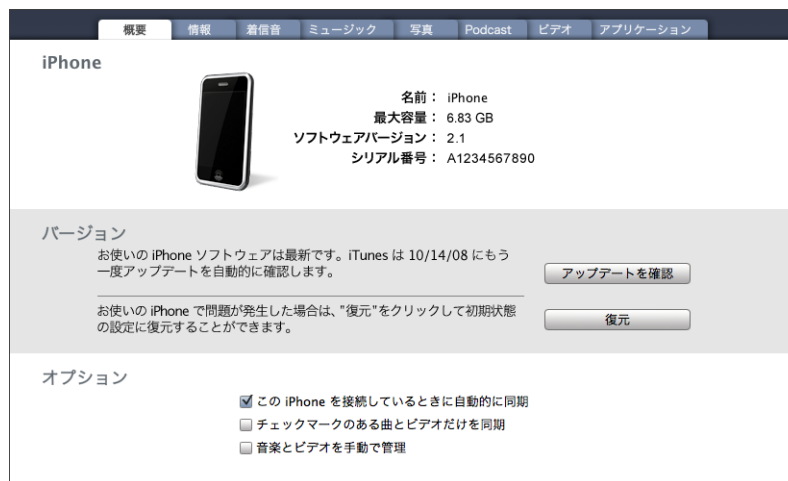 概要 情報 着信音 ミュージック 写真 Podcast ビデオ アプリケーション
iPhone
名前： iPhone
最大容量： 6.83 GB
ソフトウェアバージョン： 2.1
シリアル番号： A1234567890
バージョン
お使いの iPhone ソフトウェアは最新です。iTunes は 10/14/08 にもう
一度アップデートを自動的に確認します。
アップデートを確認
お使いの iPhone で問題が発生した場合は、"復元"をクリックして初期状態
の設定に復元することができます。
復元
オプション
この iPhone を接続しているときに自動的に同期
チェックマークのある曲とビデオだけを同期
音楽とビデオを手動で管理